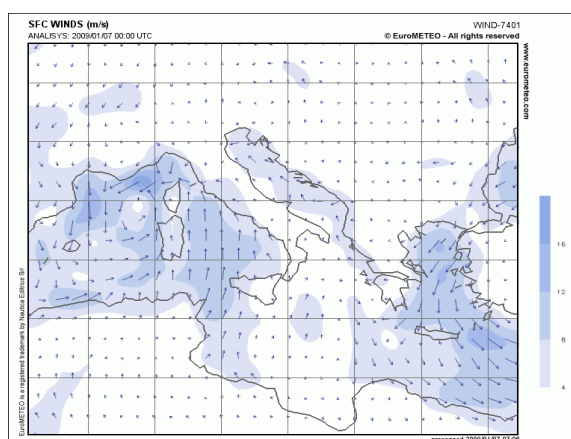 SFC WINDS (m/s)
WIND-7401
ANALISYS: 2009/01/07 00:00 UTC
© EuroMETEO - All rights reserved
www.eurometeo.com
EuroMETEO is a registered trademark by Nautica Editrice Srl
16
12
8
4